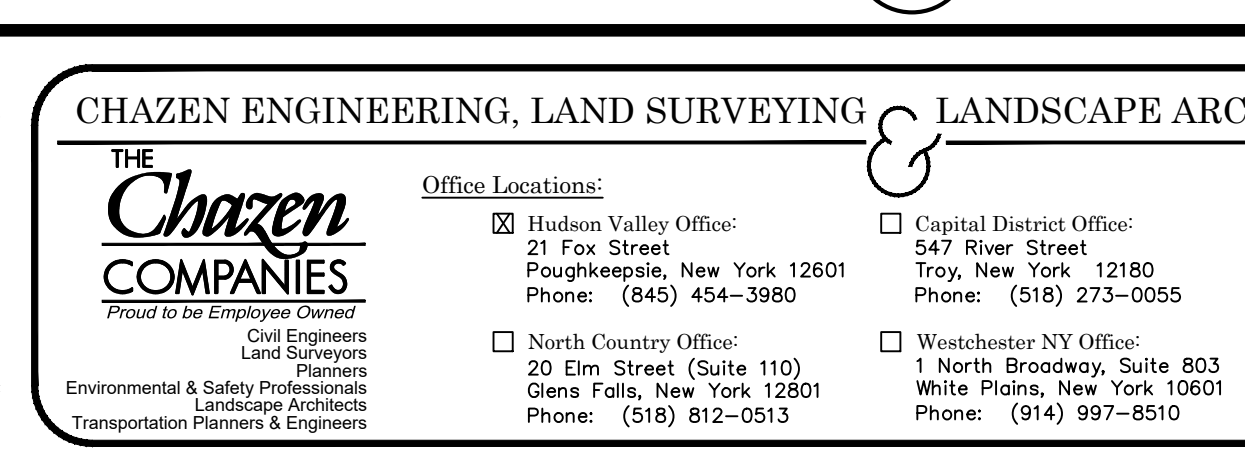 CHAZEN ENGINEERING, LAND SURVEYING & LANDSCAPE ARC
THE
Chazen
COMPANIES
Proud to be Employee Owned
Civil Engineers
Land Surveyors
Planners
Environmental & Safety Professionals
Landscape Architects
Transportation Planners & Engineers
Office Locations:
X Hudson Valley Office:
21 Fox Street
Poughkeepsie, New York 12601
Phone: (845) 454-3980
North Country Office:
20 Elm Street (Suite 110)
Glens Falls, New York 12801
Phone: (518) 812-0513
Capital District Office:
547 River Street
Troy, New York 12180
Phone: (518) 273-0055
Westchester NY Office:
1 North Broadway, Suite 803
White Plains, New York 10601
Phone: (914) 997-8510